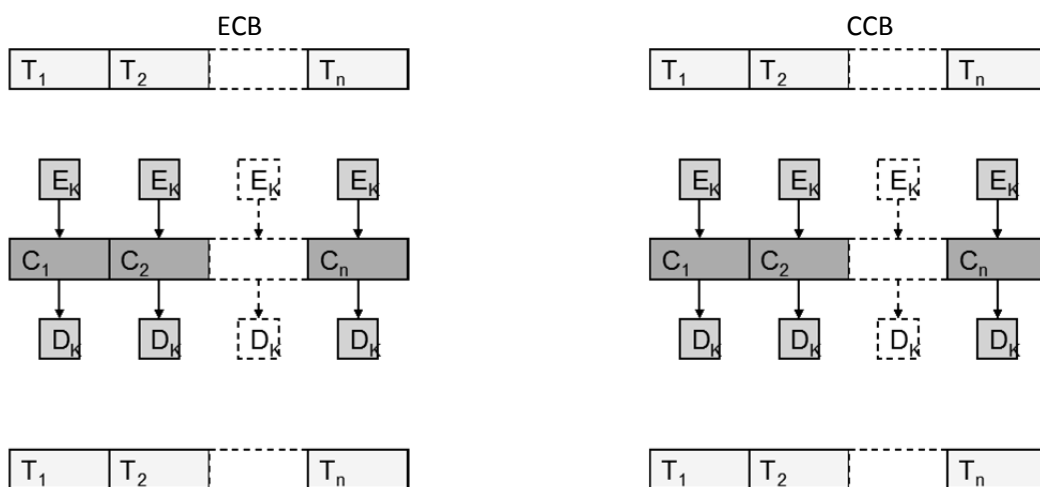 ECB CCB
T1 T2 Tn T1 T2 Tn
EK EK EK EK EK EK EK EK
C1 C2 Cn C1 C2 Cn
DK DK DK DK DK DK DK DK
T1 T2 Tn T1 T2 Tn